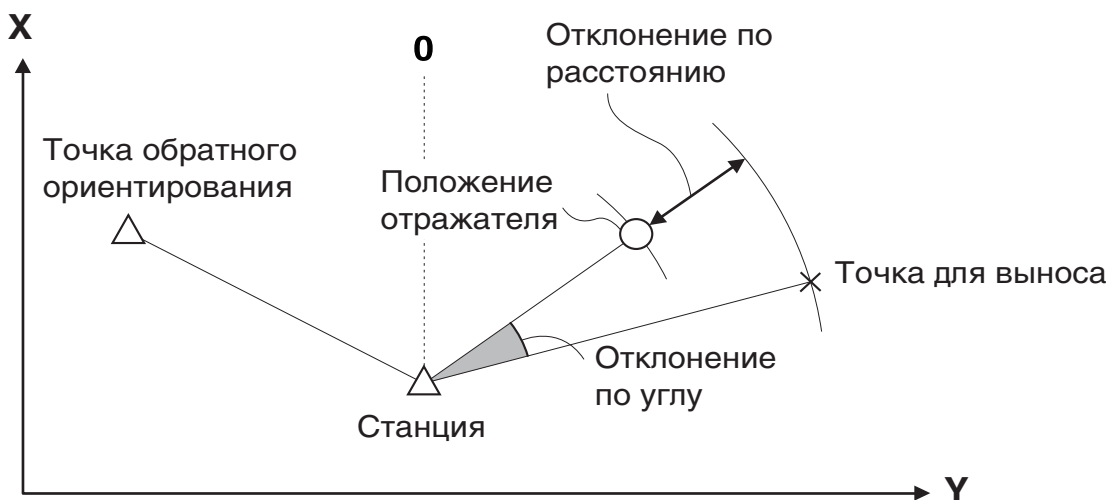 X
0
Отклонение по
расстоянию
Точка обратного
ориентирования
Положение
отражателя
Точка для выноса
Отклонение
по углу
Станция
Y